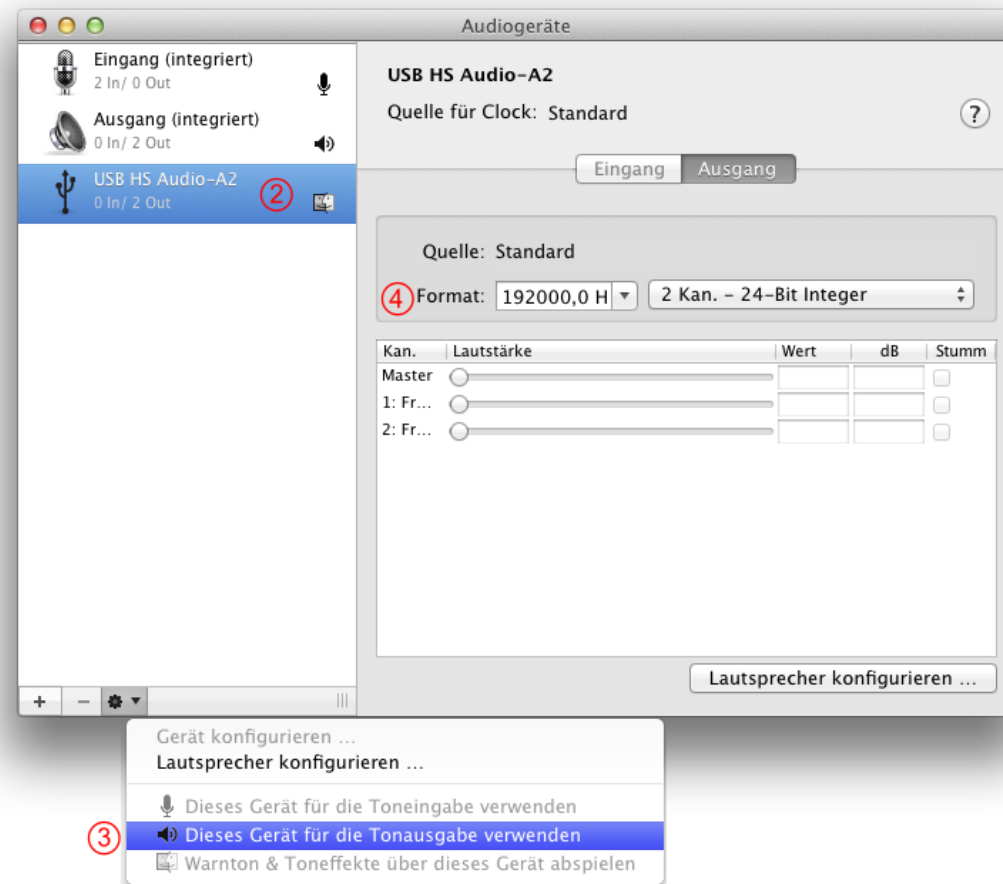 Audiogeräte
Eingang (integriert)
2 In/ 0 Out
Ausgang (integriert)
0 In/ 2 Out
USB HS Audio-A2
0 In/ 2 Out
2
USB HS Audio-A2
Quelle für Clock: Standard
?
Eingang Ausgang
Quelle: Standard
4 Format: 192000,0 H 2 Kan. - 24-Bit Integer
Kan. Lautstärke Wert dB Stumm
Master
1: Fr...
2: Fr...
Lautsprecher konfigurieren ...
+ -
Gerät konfigurieren ...
Lautsprecher konfigurieren ...
Dieses Gerät für die Toneingabe verwenden
3 Dieses Gerät für die Tonausgabe verwenden
Warnton & Toneffekte über dieses Gerät abspielen